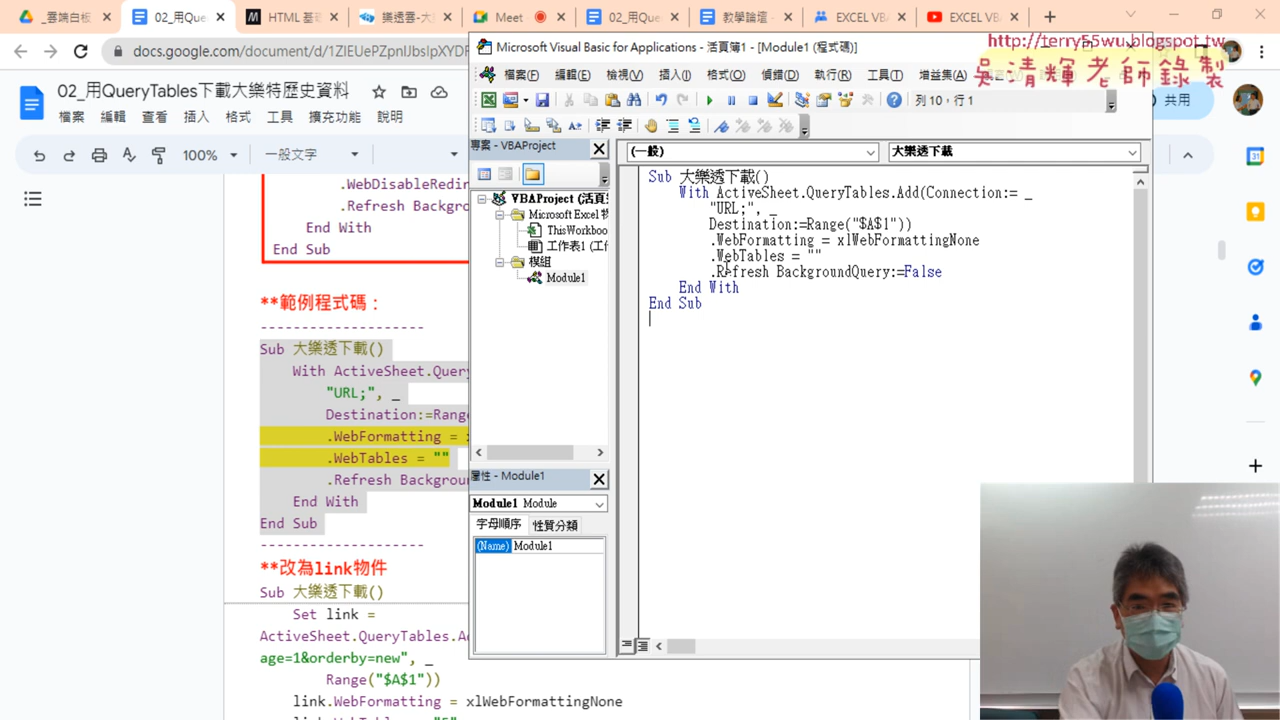 _雲端白板
02_用Que
HTML 基礎
樂透雲-大
Meet
02_用Que
教學論壇 -
EXCEL VBA
EXCEL VBA
docs.google.com/document/d/1ZlEUePZpnIJbsIpXYDF
02_用QueryTables下載大樂特歷史資料
檔案 編輯 查看 插入 格式 工具 擴充功能 說明
100% 一般文字
共用
http://terry55wu.blogspot.tw
吳清輝老師錄製
.WebDisableRedir
.Refresh Backgro
End With
End Sub
**範例程式碼：
--------------------
Sub 大樂透下載()
With ActiveSheet.Query
"URL;", _
Destination:=Range
.WebFormatting =
.WebTables = ""
.Refresh Backgrou
End With
End Sub
--------------------
**改為link物件
Sub 大樂透下載()
Set link =
ActiveSheet.QueryTables.Ad
age=1&orderby=new", _
Range("$A$1"))
link.WebFormatting = xlWebFormattingNone
Microsoft Visual Basic for Applications - 活頁簿1 - [Module1 (程式碼)]
檔案(F) 編輯(E) 檢視(V) 插入(I) 格式(O) 偵錯(D) 執行(R) 工具(T) 增益集(A)
列 10, 行 1
專案 - VBAProject
VBAProject (活頁
Microsoft Excel 物
ThisWorkboo
工作表1 (工作
模組
Module1
屬性 - Module1
Module1 Module
字母順序 性質分類
(Name) Module1
(一般)
大樂透下載
Sub 大樂透下載()
With ActiveSheet.QueryTables.Add(Connection:= _
"URL;", _
Destination:=Range("$A$1"))
.WebFormatting = xlWebFormattingNone
.WebTables = ""
.Refresh BackgroundQuery:=False
End With
End Sub